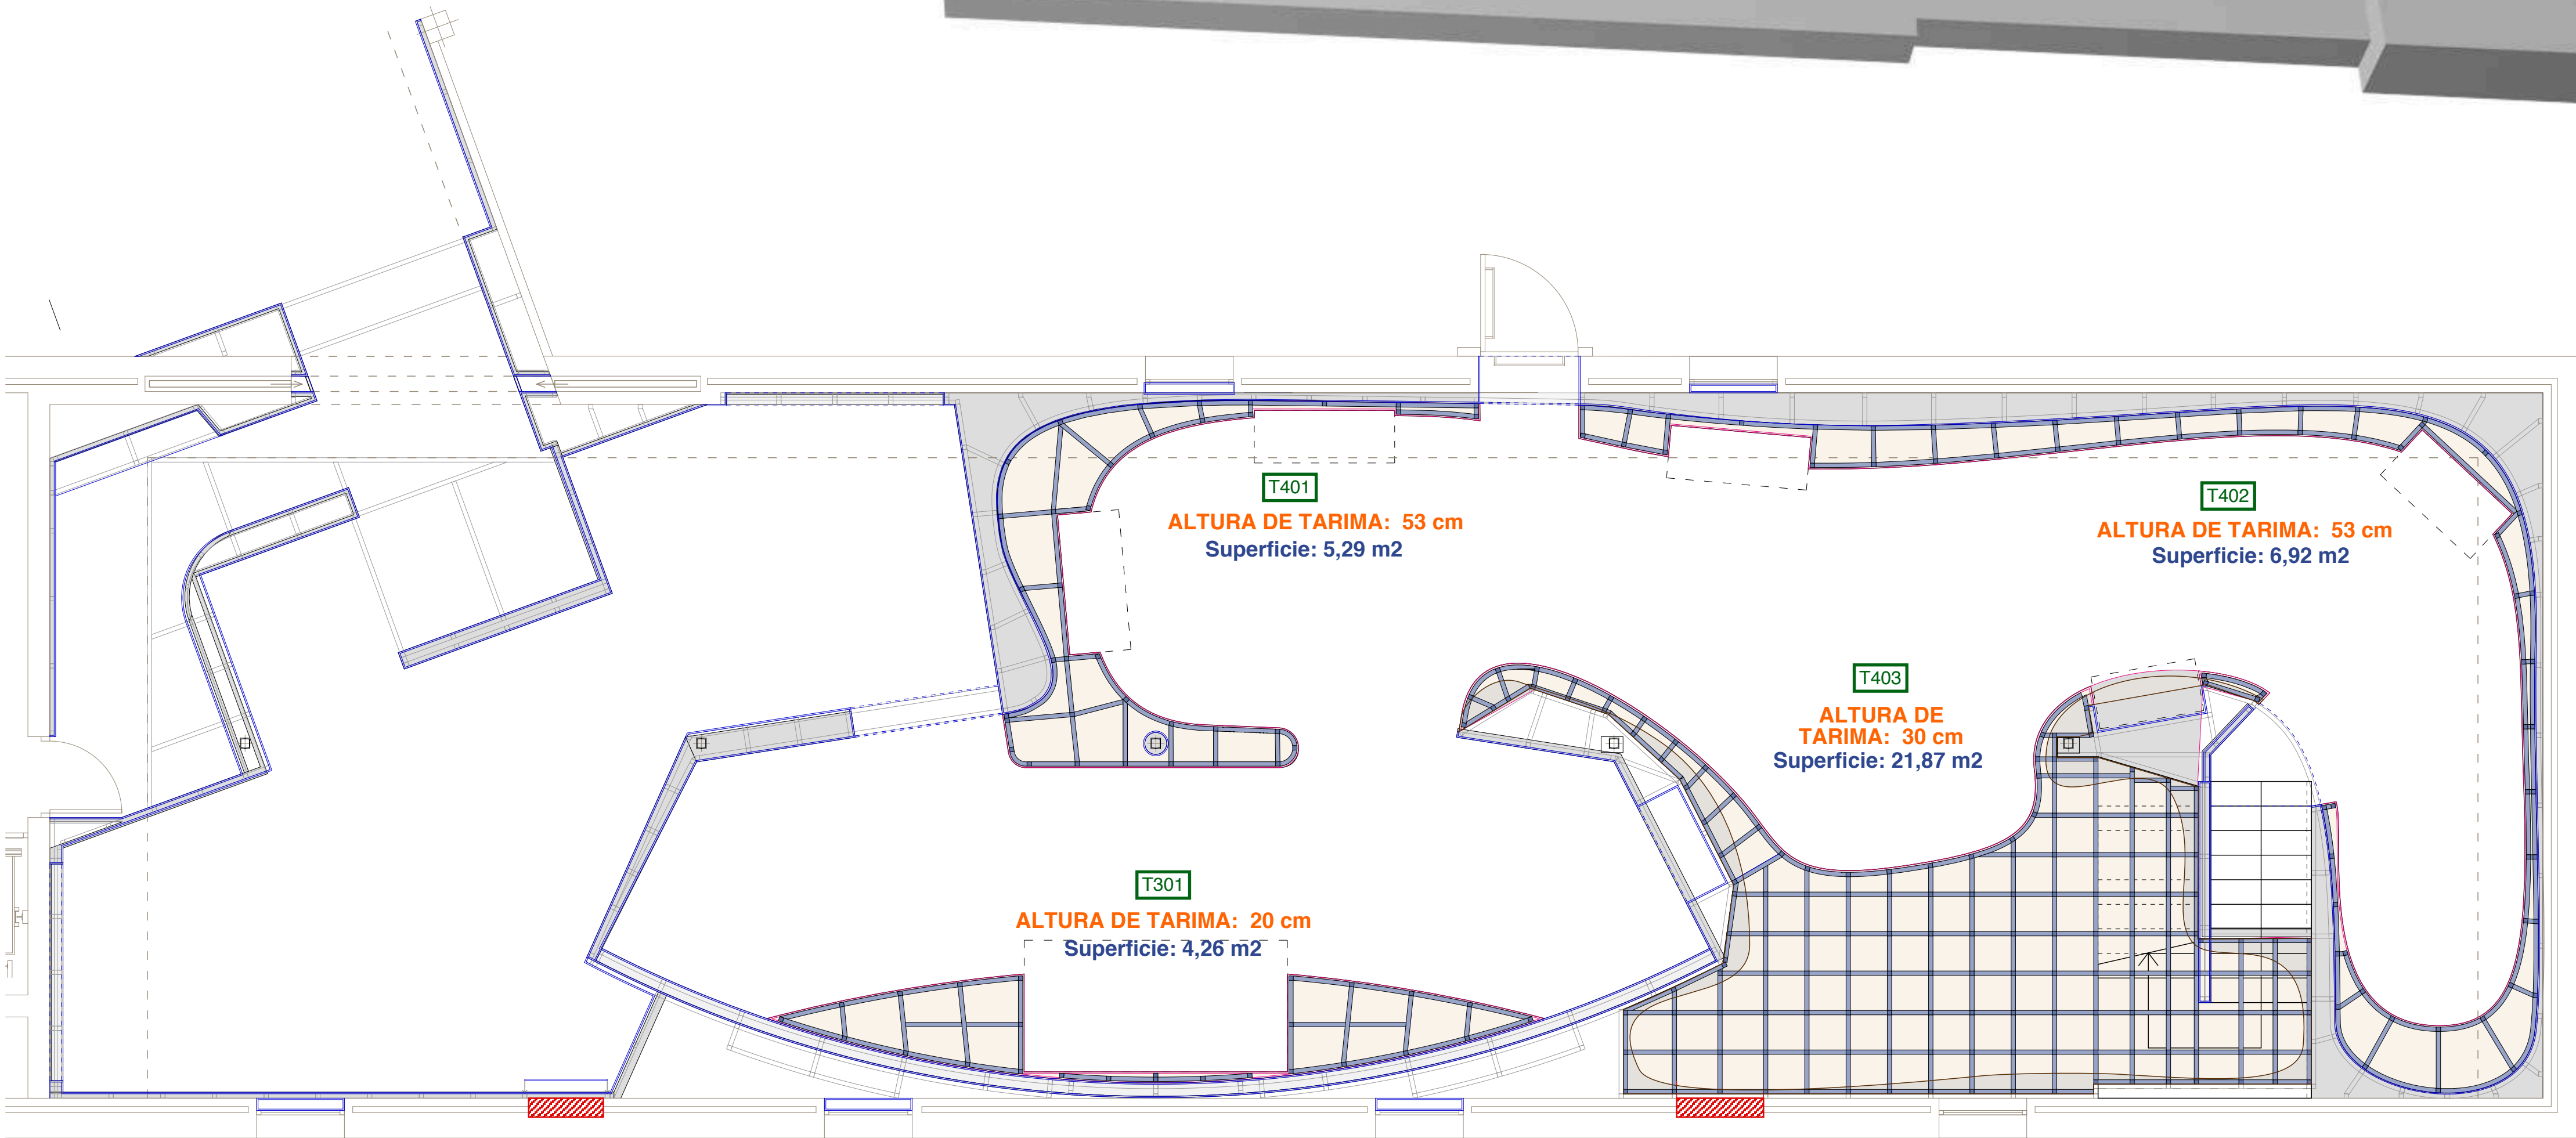 T401
ALTURA DE TARIMA: 53 cm
Superficie: 5,29 m2
T402
ALTURA DE TARIMA: 53 cm
Superficie: 6,92 m2
T403
ALTURA DE
TARIMA: 30 cm
Superficie: 21,87 m2
T301
ALTURA DE TARIMA: 20 cm
Superficie: 4,26 m2